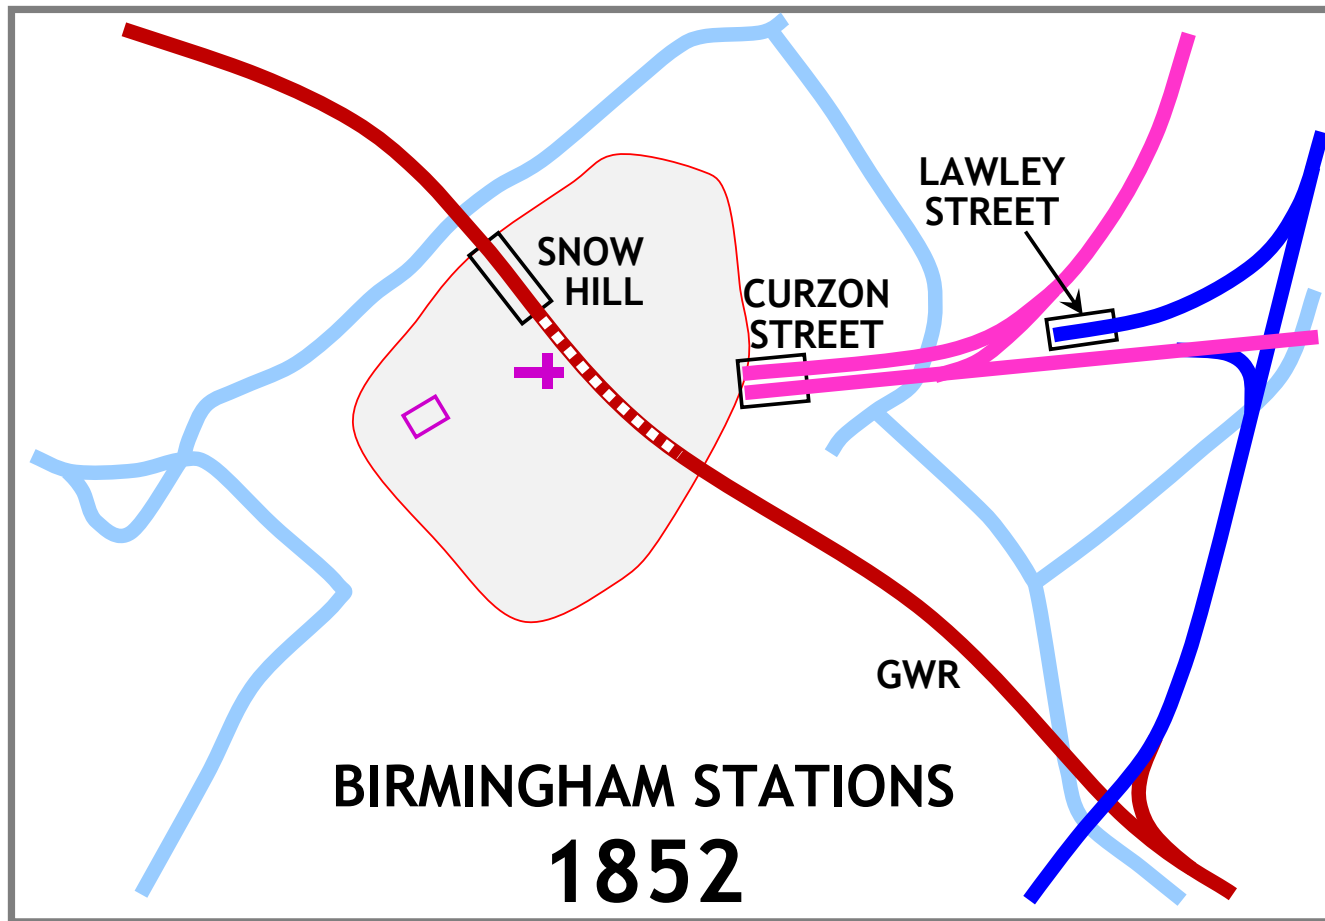 LAWLEY
STREET
SNOW
HILL
CURZON
STREET
GWR
BIRMINGHAM STATIONS
1852